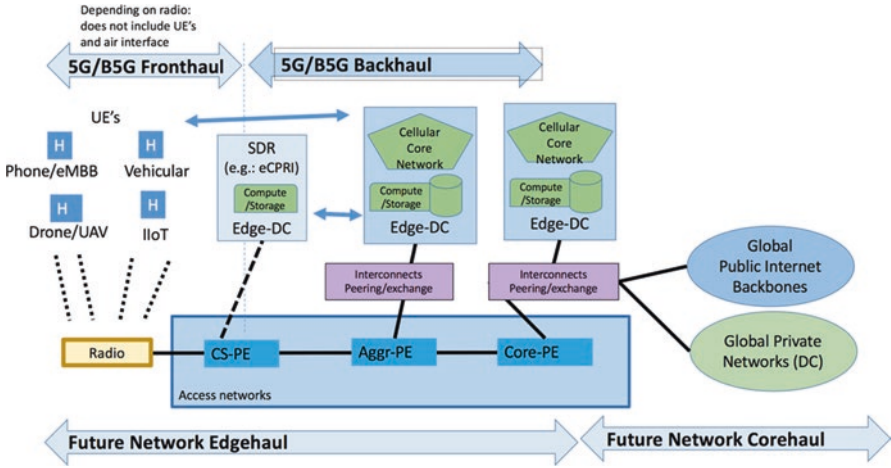 Depending on radio:
does not include UE's
and air interface
5G/B5G Fronthaul
5G/B5G Backhaul
UE's
H
Phone/eMBB
H
Vehicular
H
Drone/UAV
H
IIoT
SDR
(e.g.: eCPRI)
Compute
/Storage
Edge-DC
Cellular
Core
Network
Compute
/Storage
Edge-DC
Cellular
Core
Network
Compute
/Storage
Edge-DC
Interconnects
Peering/exchange
Interconnects
Peering/exchange
Global
Public Internet
Backbones
Global Private
Networks (DC)
Radio
CS-PE
Aggr-PE
Core-PE
Access networks
Future Network Edgehaul
Future Network Corehaul